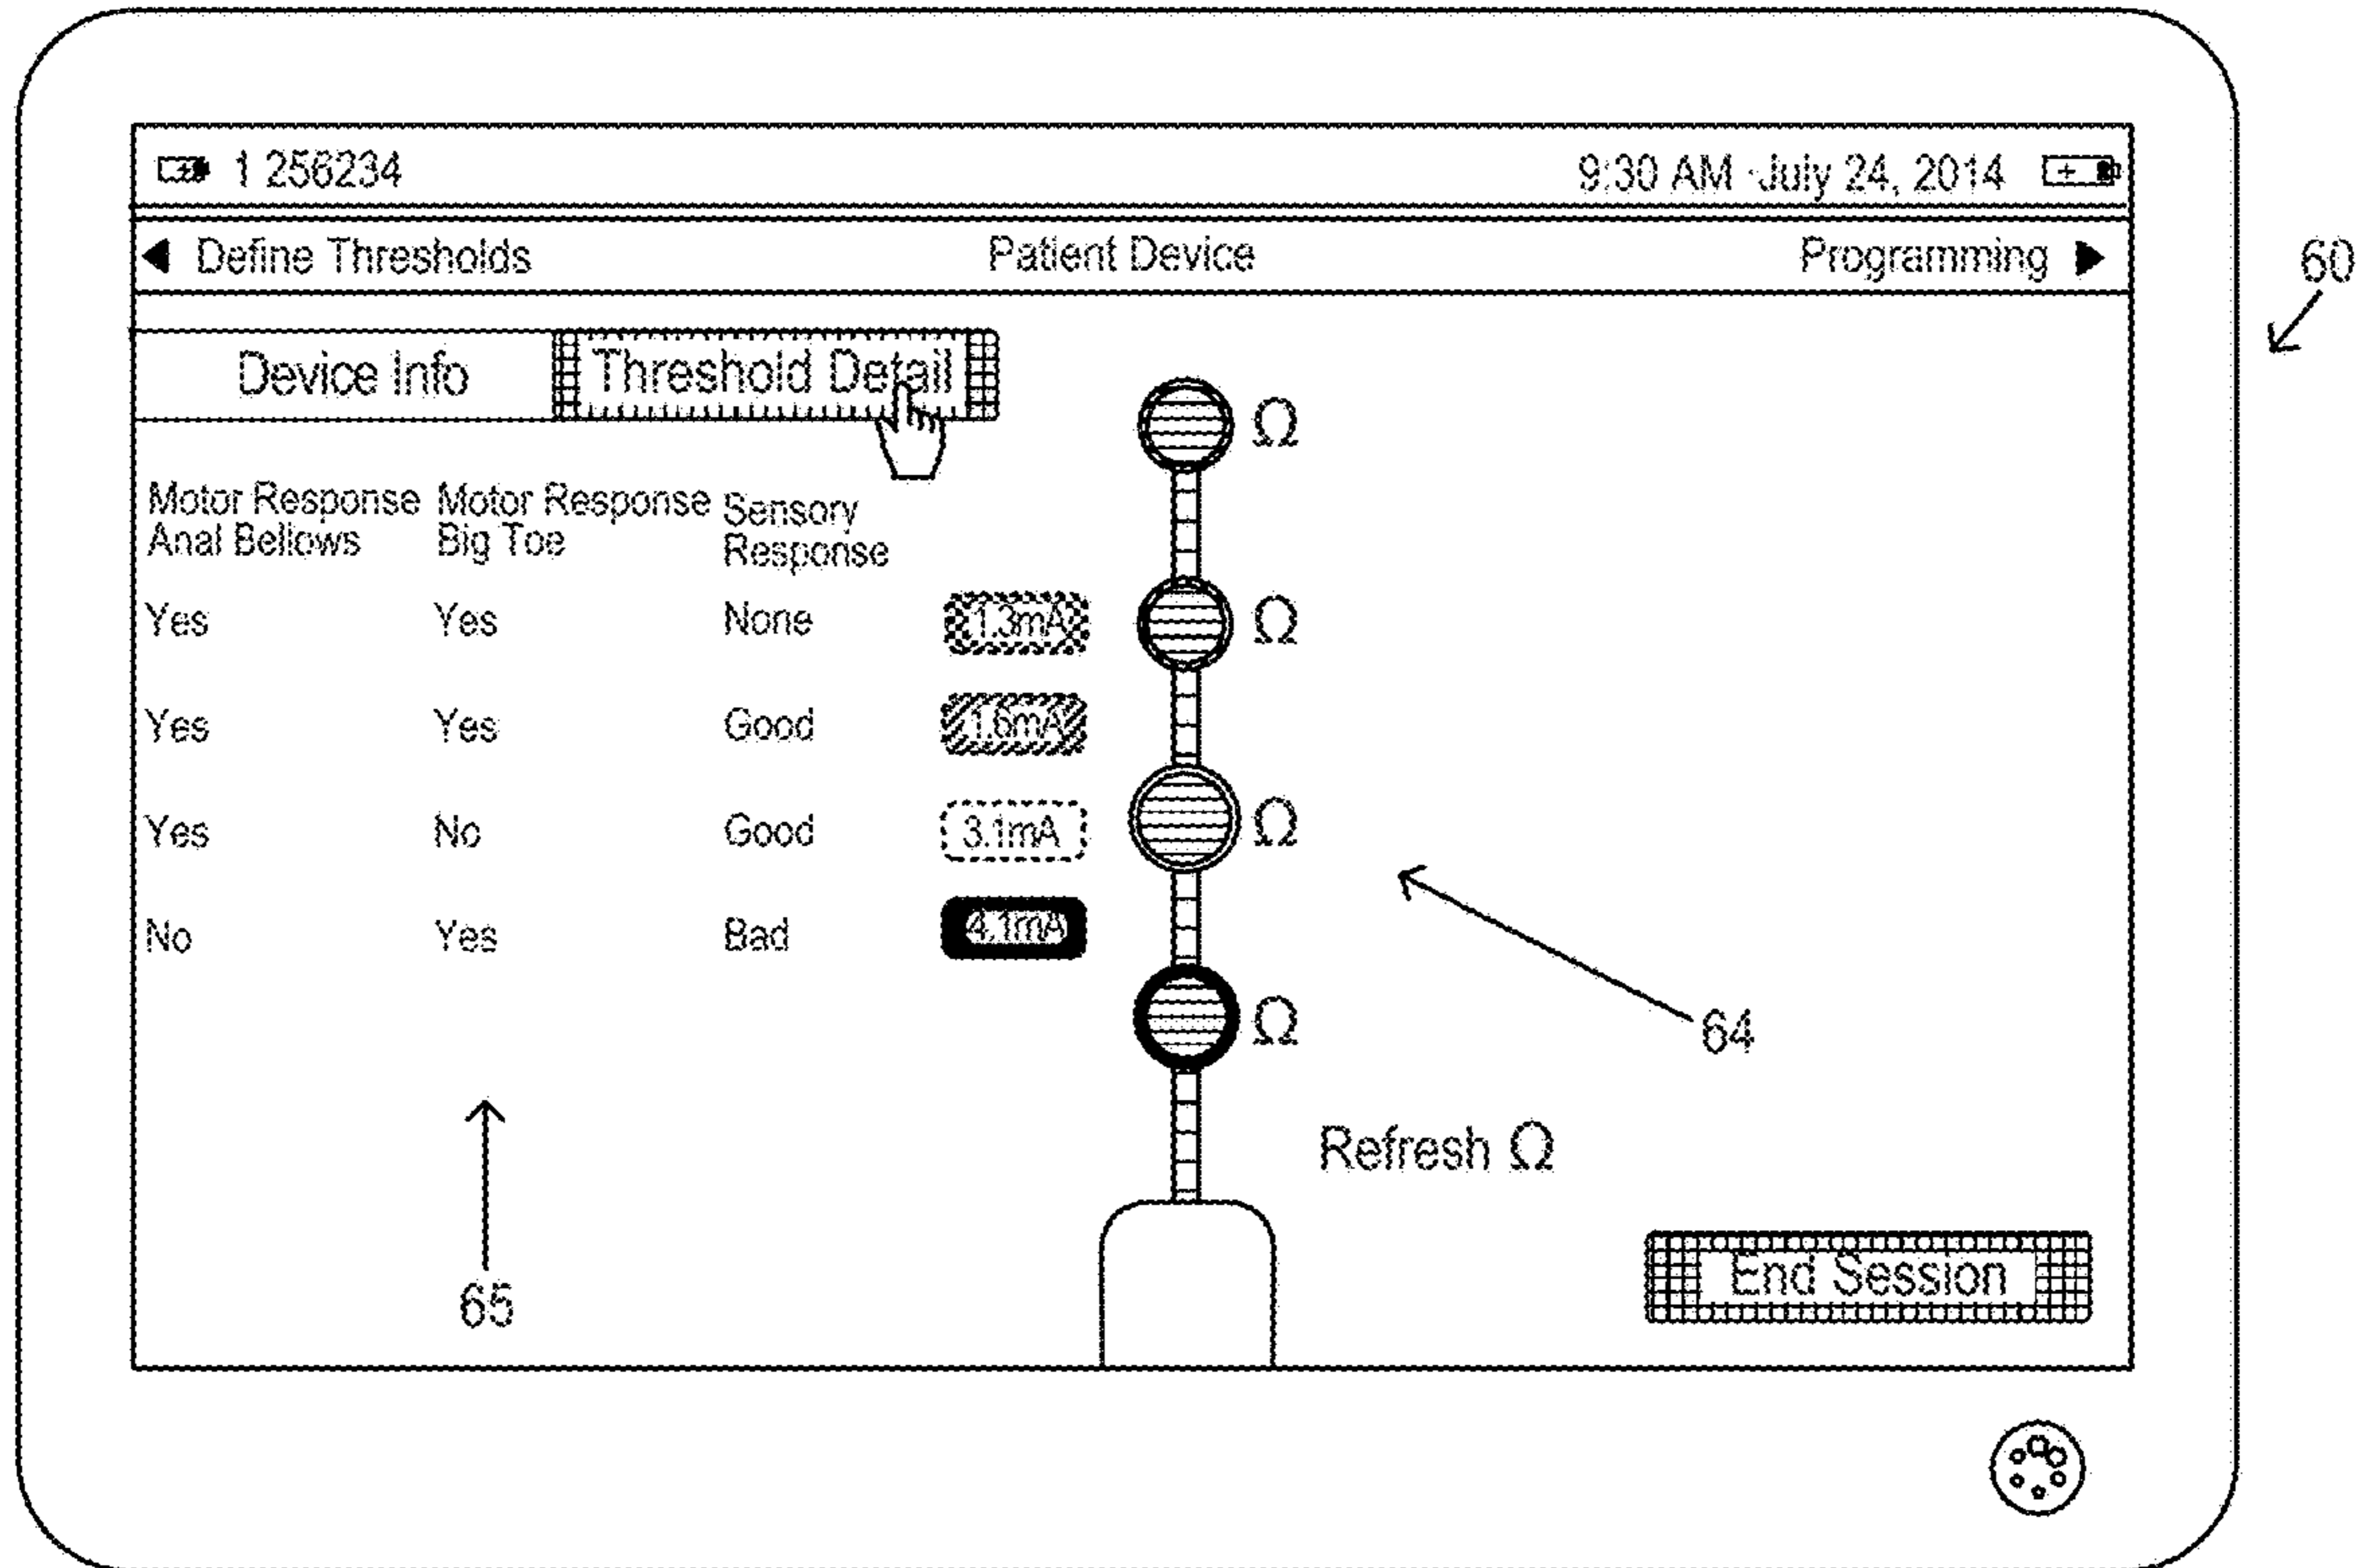 1 256234
9:30 AM July 24, 2014
Define Thresholds Patient Device Programming
60
Device Info Threshold Detail
Ω
Motor Response Anal Bellows
Motor Response Big Toe
Sensory Response
Yes Yes None 1.3mA Ω
Yes Yes Good 1.6mA
Yes No Good 3.1mA Ω
No Yes Bad 4.1mA
Ω
64
Refresh Ω
End Session
65